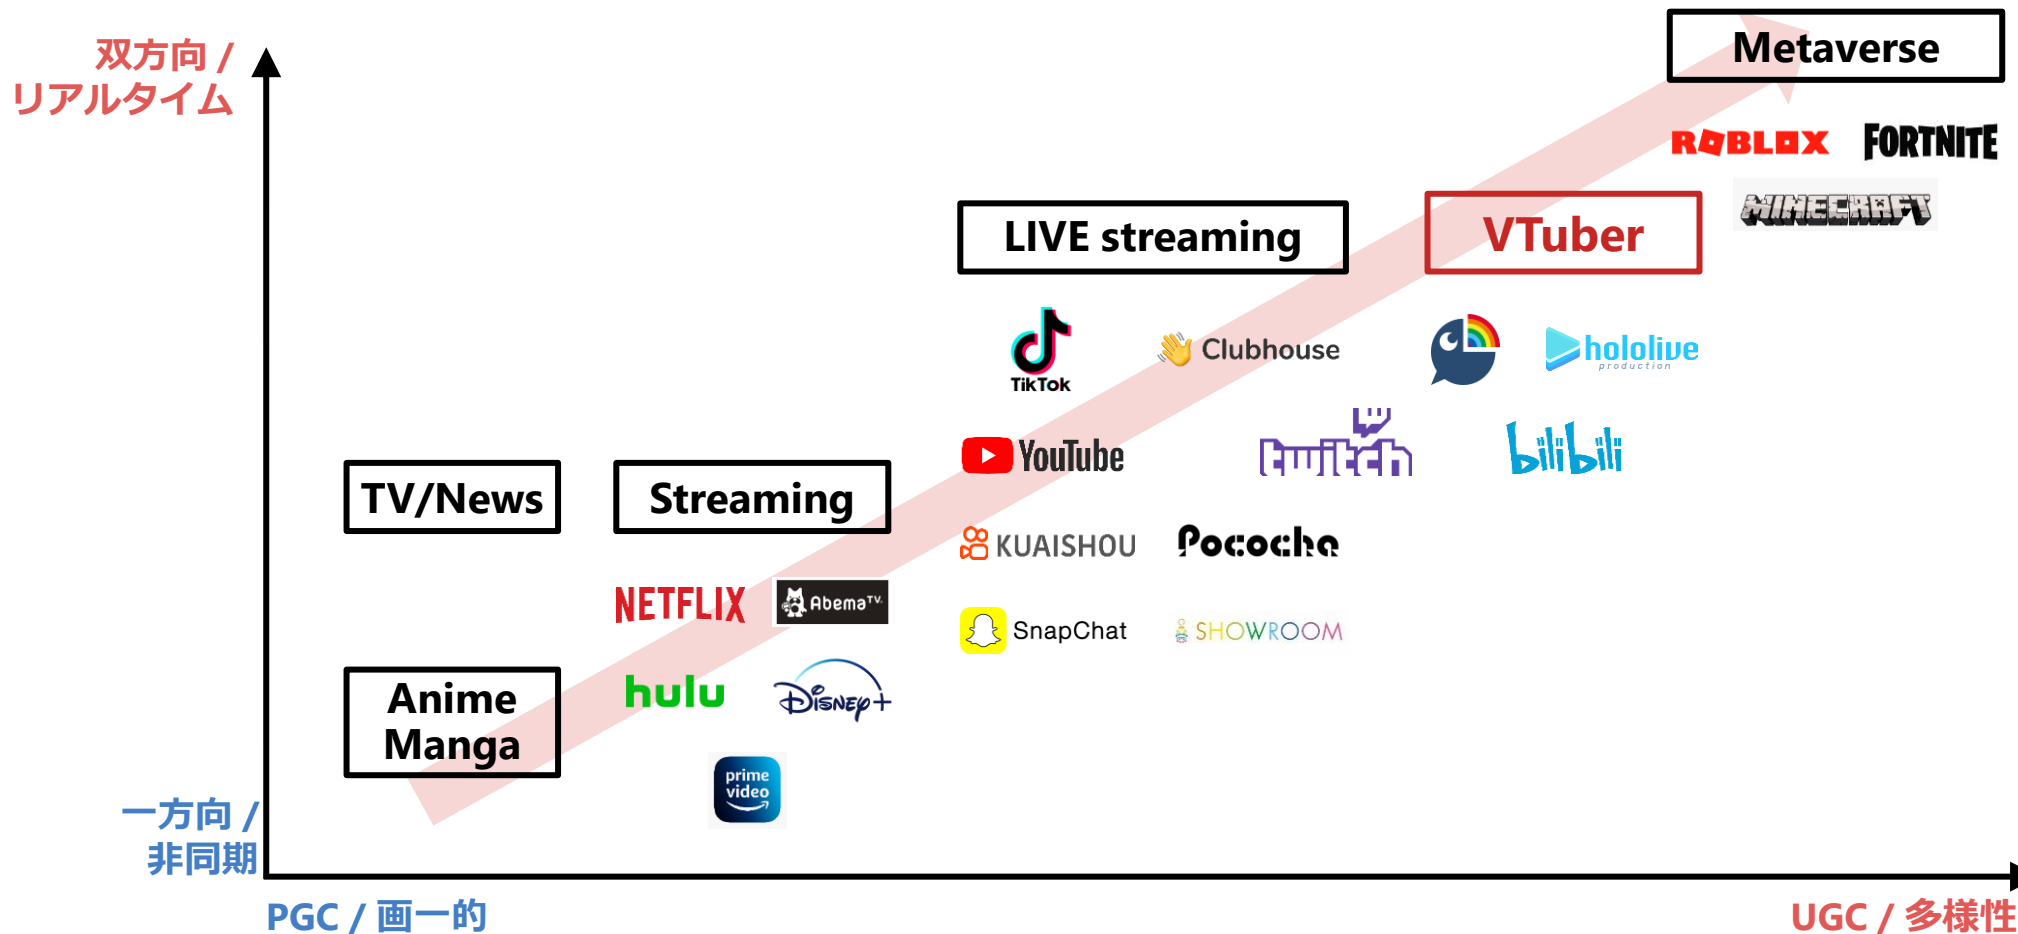 双方向 /
リアルタイム
Metaverse
ROBLOX
FORTNITE
MINECRAFT
LIVE streaming
VTuber
TikTok
Clubhouse
hololive
production
YouTube
twitch
bilibili
TV/News
Streaming
KUAISHOU
Pococha
NETFLIX
AbemaTV.
SnapChat
SHOWROOM
Anime
Manga
hulu
Disney+
prime
video
一方向 /
非同期
PGC / 画一的
UGC / 多様性